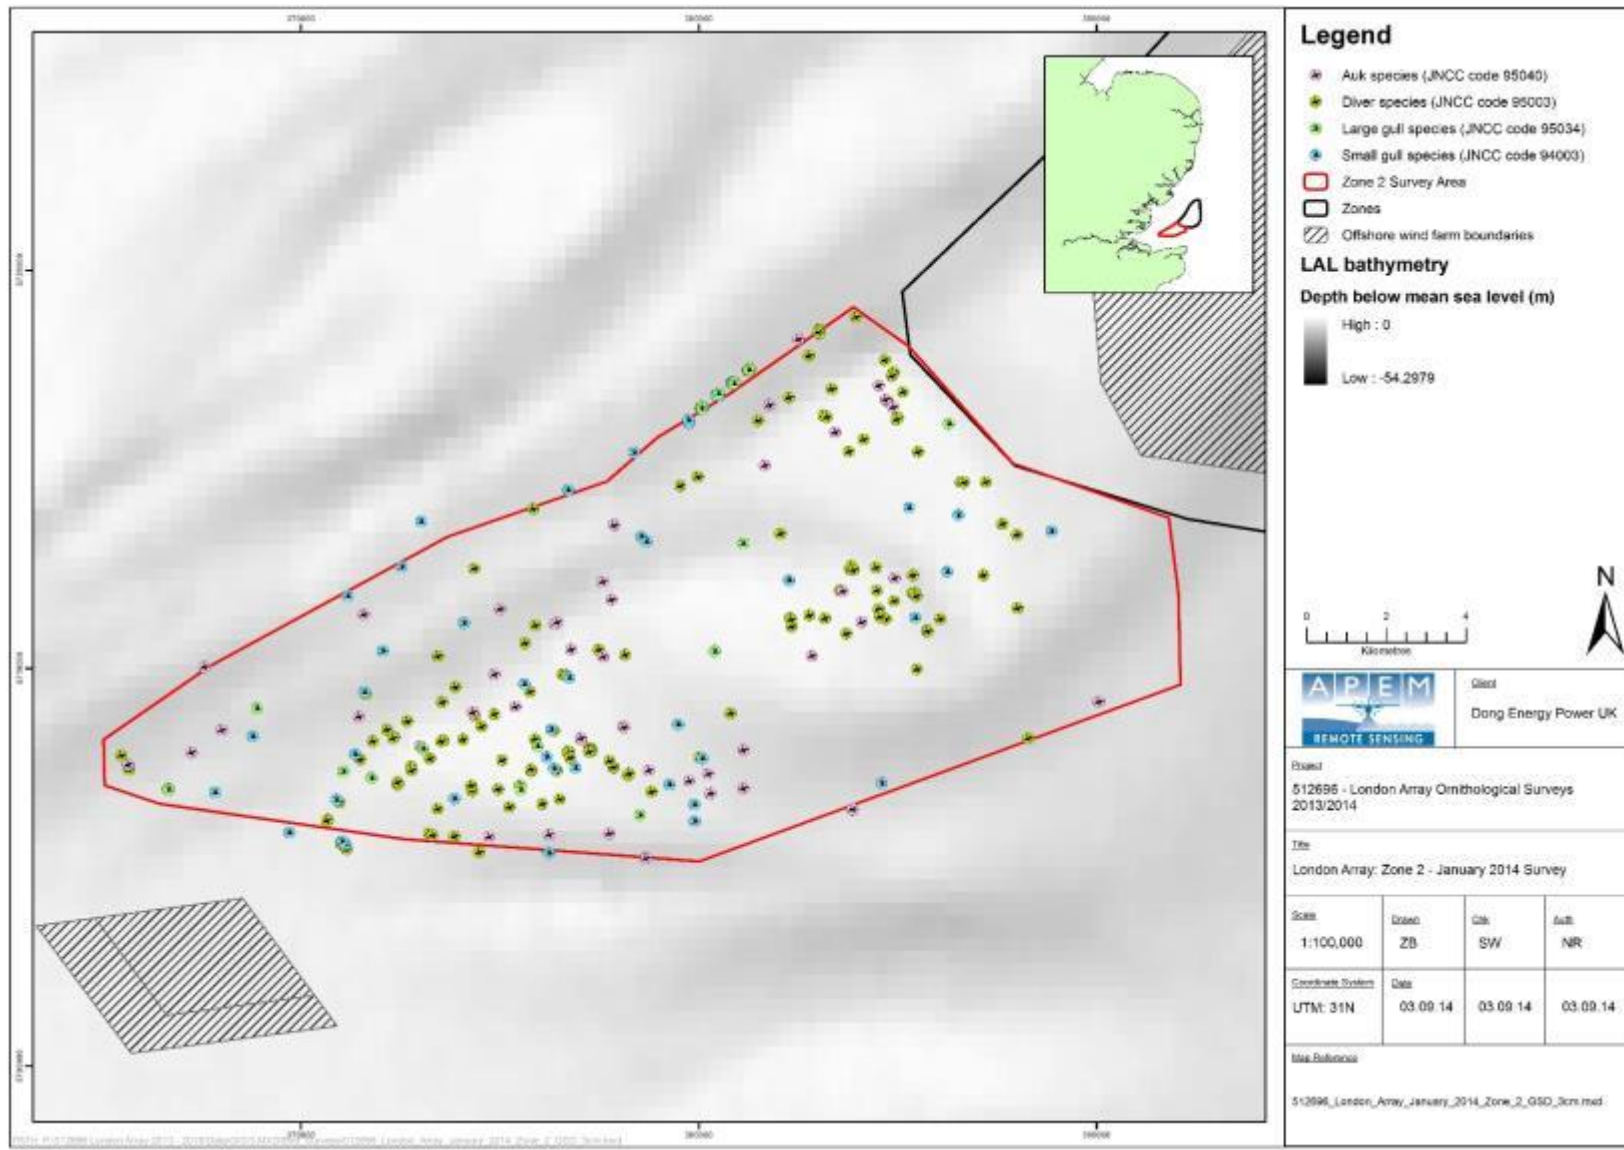 Legend
Auk species (JNCC code 95040)
Diver species (JNCC code 95003)
Large gull species (JNCC code 95034)
Small gull species (JNCC code 94003)
Zone 2 Survey Area
Zones
Offshore wind farm boundaries
LAL bathymetry
Depth below mean sea level (m)
High : 0
Low : -54.2979
N
0 2 4
Kilometres
APEM
REMOTE SENSING
Client
Dong Energy Power UK
Project
512696 - London Array Ornithological Surveys
2013/2014
Title
London Array: Zone 2 - January 2014 Survey
Scale
1:100,000
Drawn
ZB
Chk
SW
Auth
NR
Coordinate System
UTM: 31N
Date
03.09.14
03.09.14
03.09.14
Map Reference
512696_London_Array_January_2014_Zone_2_GSD_3cm.mxd